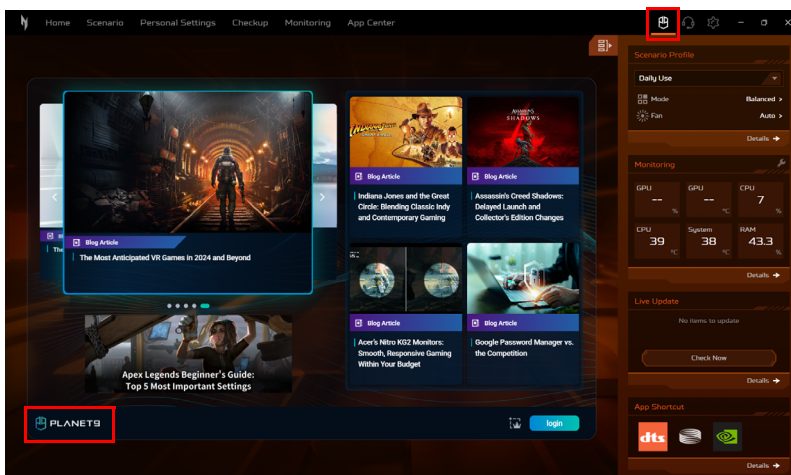 Home Scenario Personal Settings Checkup Monitoring App Center
Blog Article
The Most Anticipated VR Games in 2024 and Beyond
The
Apex Legends Beginner's Guide:
Top 5 Most Important Settings
Blog Article
Indiana Jones and the Great
Circle: Blending Classic Indy
and Contemporary Gaming
ASSASSIN'S CREED
SHADOWS
Blog Article
Assassin's Creed Shadows:
Delayed Launch and
Collector's Edition Changes
Blog Article
Acer's Nitro KG2 Monitors:
Smooth, Responsive Gaming
Within Your Budget
Blog Article
Google Password Manager vs.
the Competition
PLANET9
login
Scenario Profile
Daily Use
Mode Balanced >
Fan Auto >
Details
Monitoring
GPU GPU CPU
-- -- 7
% °C %
CPU System RAM
39 38 43.3
°C °C %
Details
Live Update
No items to update
Check Now
Details
App Shortcut
dts
Details